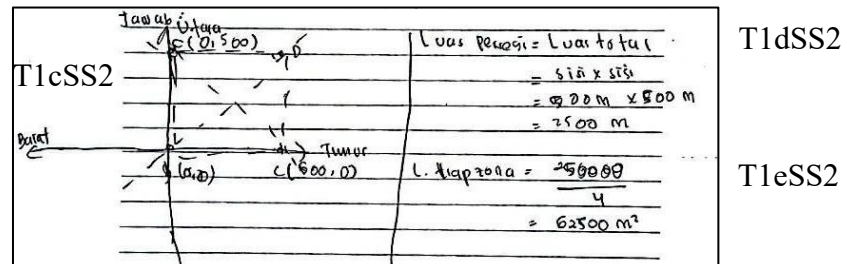 Jawab
Utara
(0,500)
Luas persegi = Luas total
T1dSS2
= sisi x sisi
T1cSS2
= 500 m x 500 m
= 2500 m
Barat
L
Timur
(0,0)
C(500,0)
L. tiap zona = 250000
T1eSS2
4
= 62500 m²